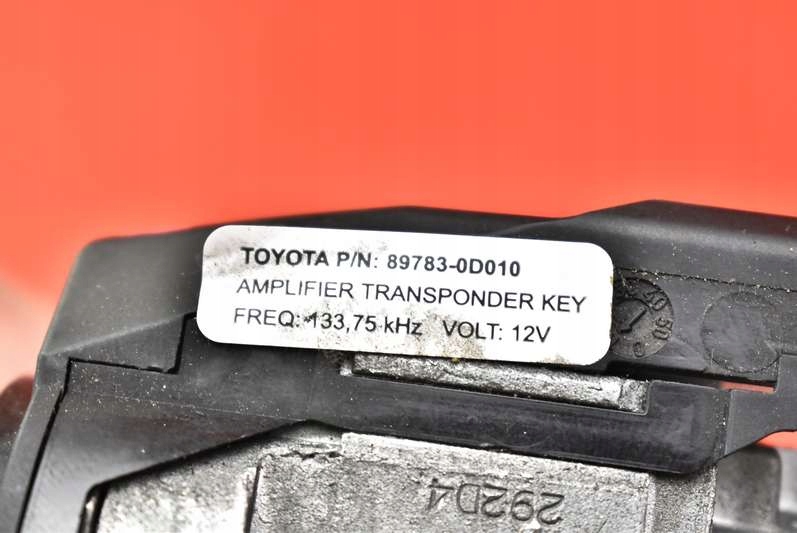 TOYOTA P/N: 89783-0D010
AMPLIFIER TRANSPONDER KEY
FREQ: 133,75 kHz VOLT: 12V
292D4